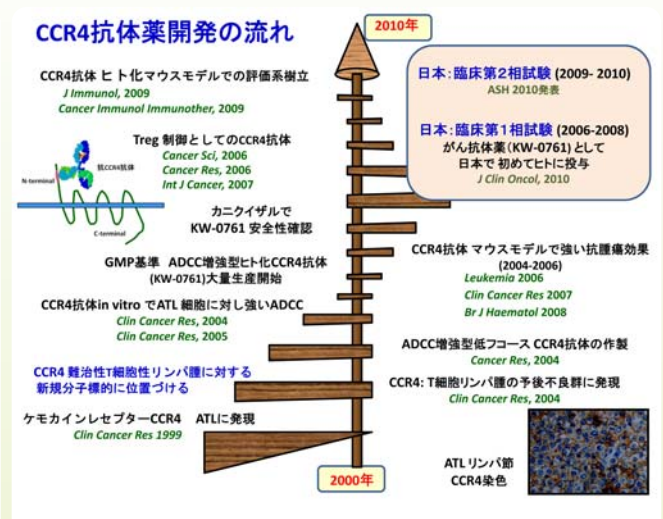 CCR4抗体薬開発の流れ
2010年
CCR4抗体 ヒト化マウスモデルでの評価系樹立
J Immunol, 2009
Cancer Immunol Immunother, 2009
日本：臨床第2相試験 (2009- 2010)
ASH 2010発表
日本：臨床第1相試験 (2006-2008)
がん抗体薬(KW-0761)として
日本で 初めてヒトに投与
J Clin Oncol, 2010
Treg 制御としてのCCR4抗体
Cancer Sci, 2006
Cancer Res, 2006
Int J Cancer, 2007
抗CCR4抗体
N-terminal
C-terminal
カニクイザルで
KW-0761 安全性確認
GMP基準 ADCC増強型ヒト化CCR4抗体
(KW-0761)大量生産開始
CCR4抗体 マウスモデルで強い抗腫瘍効果
(2004-2006)
Leukemia 2006
Clin Cancer Res 2007
Br J Haematol 2008
CCR4抗体in vitro でATL 細胞に対し強いADCC
Clin Cancer Res, 2004
Clin Cancer Res, 2005
ADCC増強型低フコース CCR4抗体の作製
Cancer Res, 2004
CCR4 難治性T細胞性リンパ腫に対する
新規分子標的に位置づける
CCR4: T細胞リンパ腫の予後不良群に発現
Clin Cancer Res, 2004
ケモカインレセプターCCR4 ATLに発現
Clin Cancer Res 1999
ATL リンパ節
CCR4染色
2000年